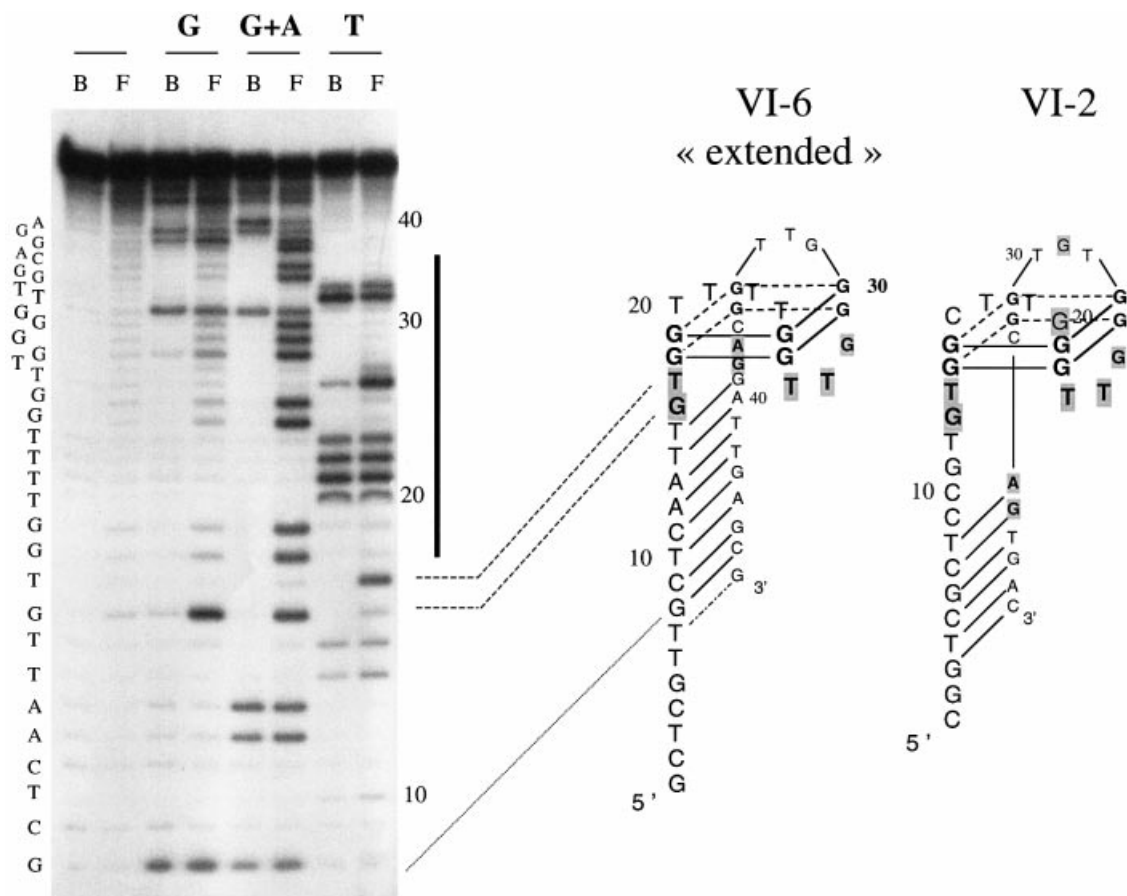 G G+A T
B F B F B F B F
VI-6
« extended »
VI-2
40
30
20
10
A
G G
A C
G G
T T
G G
G G
T T
G
G
T
T
T
T
G
G
T
G
T
T
A
A
C
T
C
G
T T G
T T G T G 30
20 T G T G
G C G G
G A G T T
T G
G 40 A
T T
T T
A G
A A
C G
10 T C
C G 3'
G
T
T
G
C
T
C
5' G
30 T G T
T G T G
C G G 20 G
G C G G
G G T T
T
G
T
G
10 C A
C G
T T
C G
G A
C C 3'
T
G
G
5' C